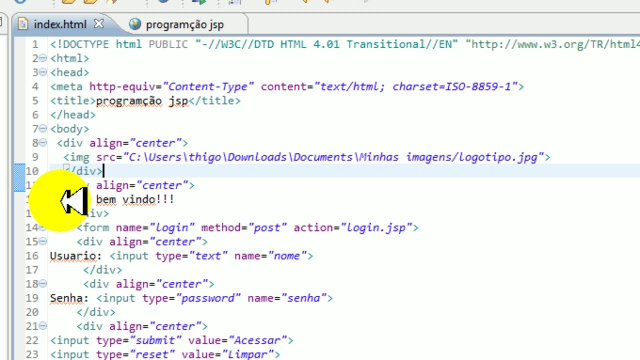 index.html programção jsp
1 <!DOCTYPE html PUBLIC "-//W3C//DTD HTML 4.01 Transitional//EN" "http://www.w3.org/TR/html4
2 <html>
3 <head>
4 <meta http-equiv="Content-Type" content="text/html; charset=ISO-8859-1">
5 <title>programção jsp</title>
6 </head>
7 <body>
8 <div align="center">
9 <img src="C:\Users\thigo\Downloads\Documents\Minhas imagens/logotipo.jpg">
10 </div>
align="center">
bem vindo!!!
div>
14 <form name="login" method="post" action="login.jsp">
15 <div align="center">
16 Usuario: <input type="text" name="nome">
17 </div>
18 <div align="center">
19 Senha: <input type="password" name="senha">
20 </div>
21 <div align="center">
22 <input type="submit" value="Acessar">
<input type="reset" value="Limpar">